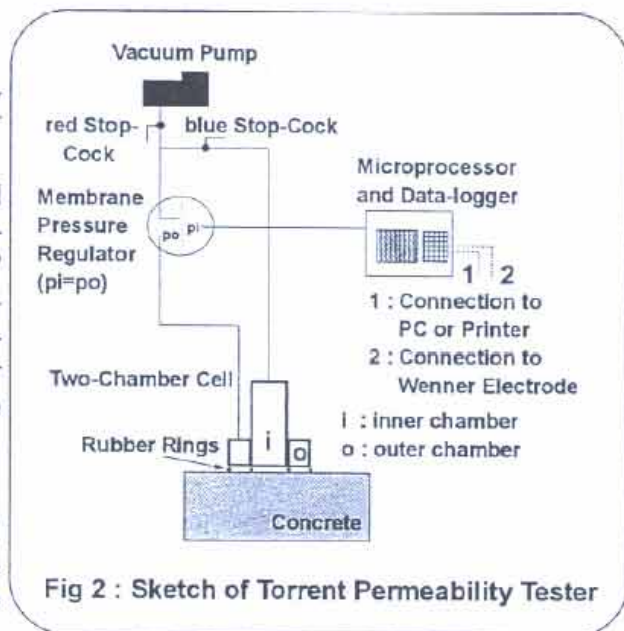 Vacuum Pump
red Stop-
Cock
blue Stop-Cock
Microprocessor
and Data-logger
Membrane
Pressure
Regulator
(pi=po)
po
pi
1 2
1 : Connection to
PC or Printer
2 : Connection to
Wenner Electrode
Two-Chamber Cell
i : inner chamber
o : outer chamber
Rubber Rings
i
o
Concrete
Fig 2 : Sketch of Torrent Permeability Tester